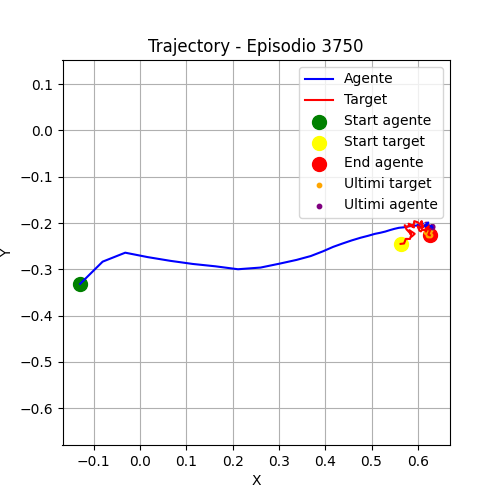 Trajectory - Episodio 3750
Agente
Target
Start agente
Start target
End agente
Ultimi target
Ultimi agente
0.1
0.0
−0.1
−0.2
−0.3
−0.4
−0.5
−0.6
Y
−0.1
0.0
0.1
0.2
0.3
0.4
0.5
0.6
X